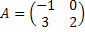 A = (−1 0
3 2)